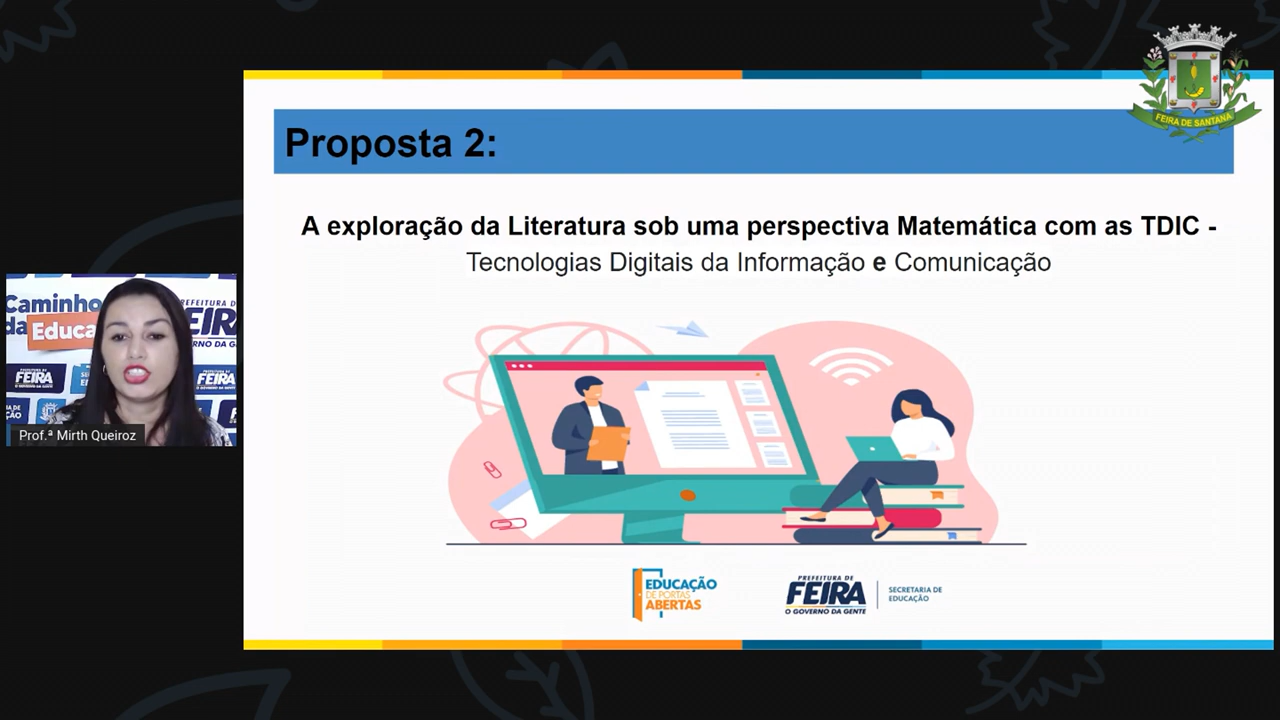 FEIRA DE SANTANA
Proposta 2:
A exploração da Literatura sob uma perspectiva Matemática com as TDIC -
Tecnologias Digitais da Informação e Comunicação
Caminho
da Educa
PREFEITURA DE
FEIRA
Prof.ª Mirth Queiroz
EDUCAÇÃO
DE PORTAS
ABERTAS
PREFEITURA DE
FEIRA
O GOVERNO DA GENTE
SECRETARIA DE
EDUCAÇÃO